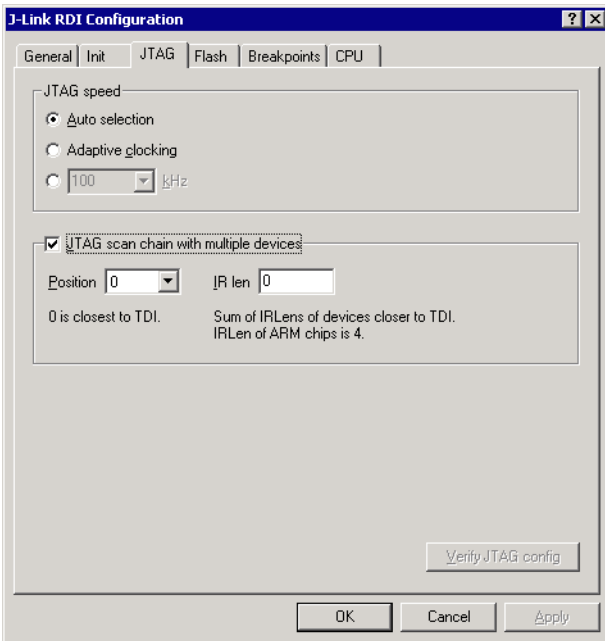 J-Link RDI Configuration
General Init JTAG Flash Breakpoints CPU
JTAG speed
Auto selection
Adaptive clocking
100 kHz
JTAG scan chain with multiple devices
Position 0 IR len 0
0 is closest to TDI. Sum of IRLens of devices closer to TDI.
IRLen of ARM chips is 4.
Verify JTAG config
OK Cancel Apply